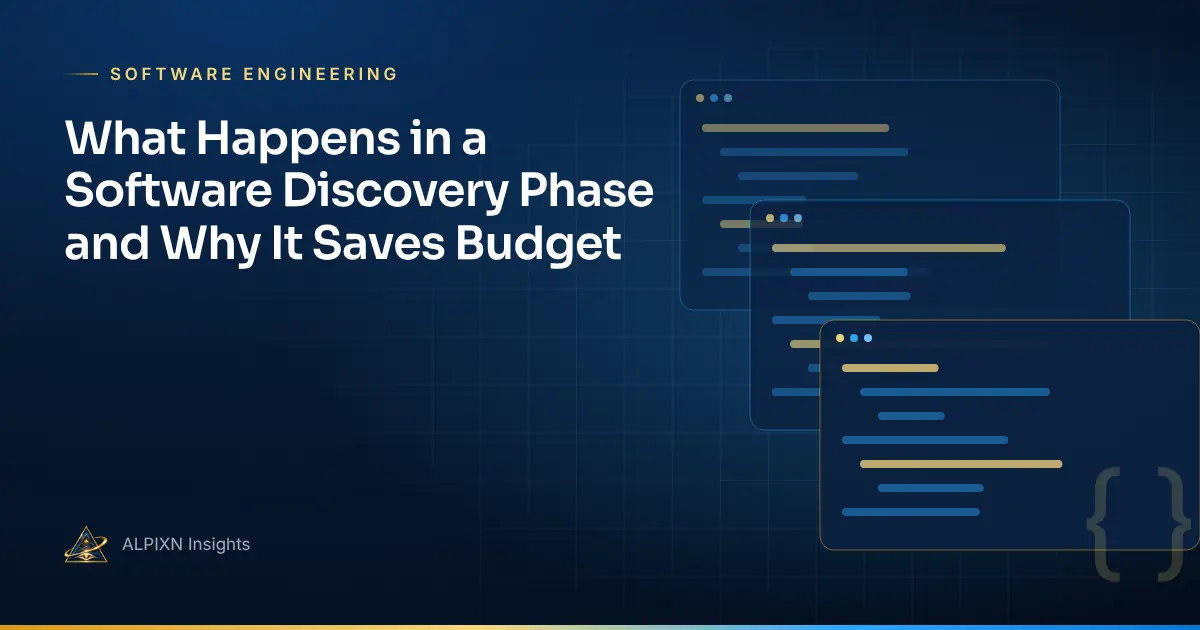 SOFTWARE ENGINEERING
What Happens in a
Software Discovery Phase
and Why It Saves Budget
ALPIXN Insights
{ }